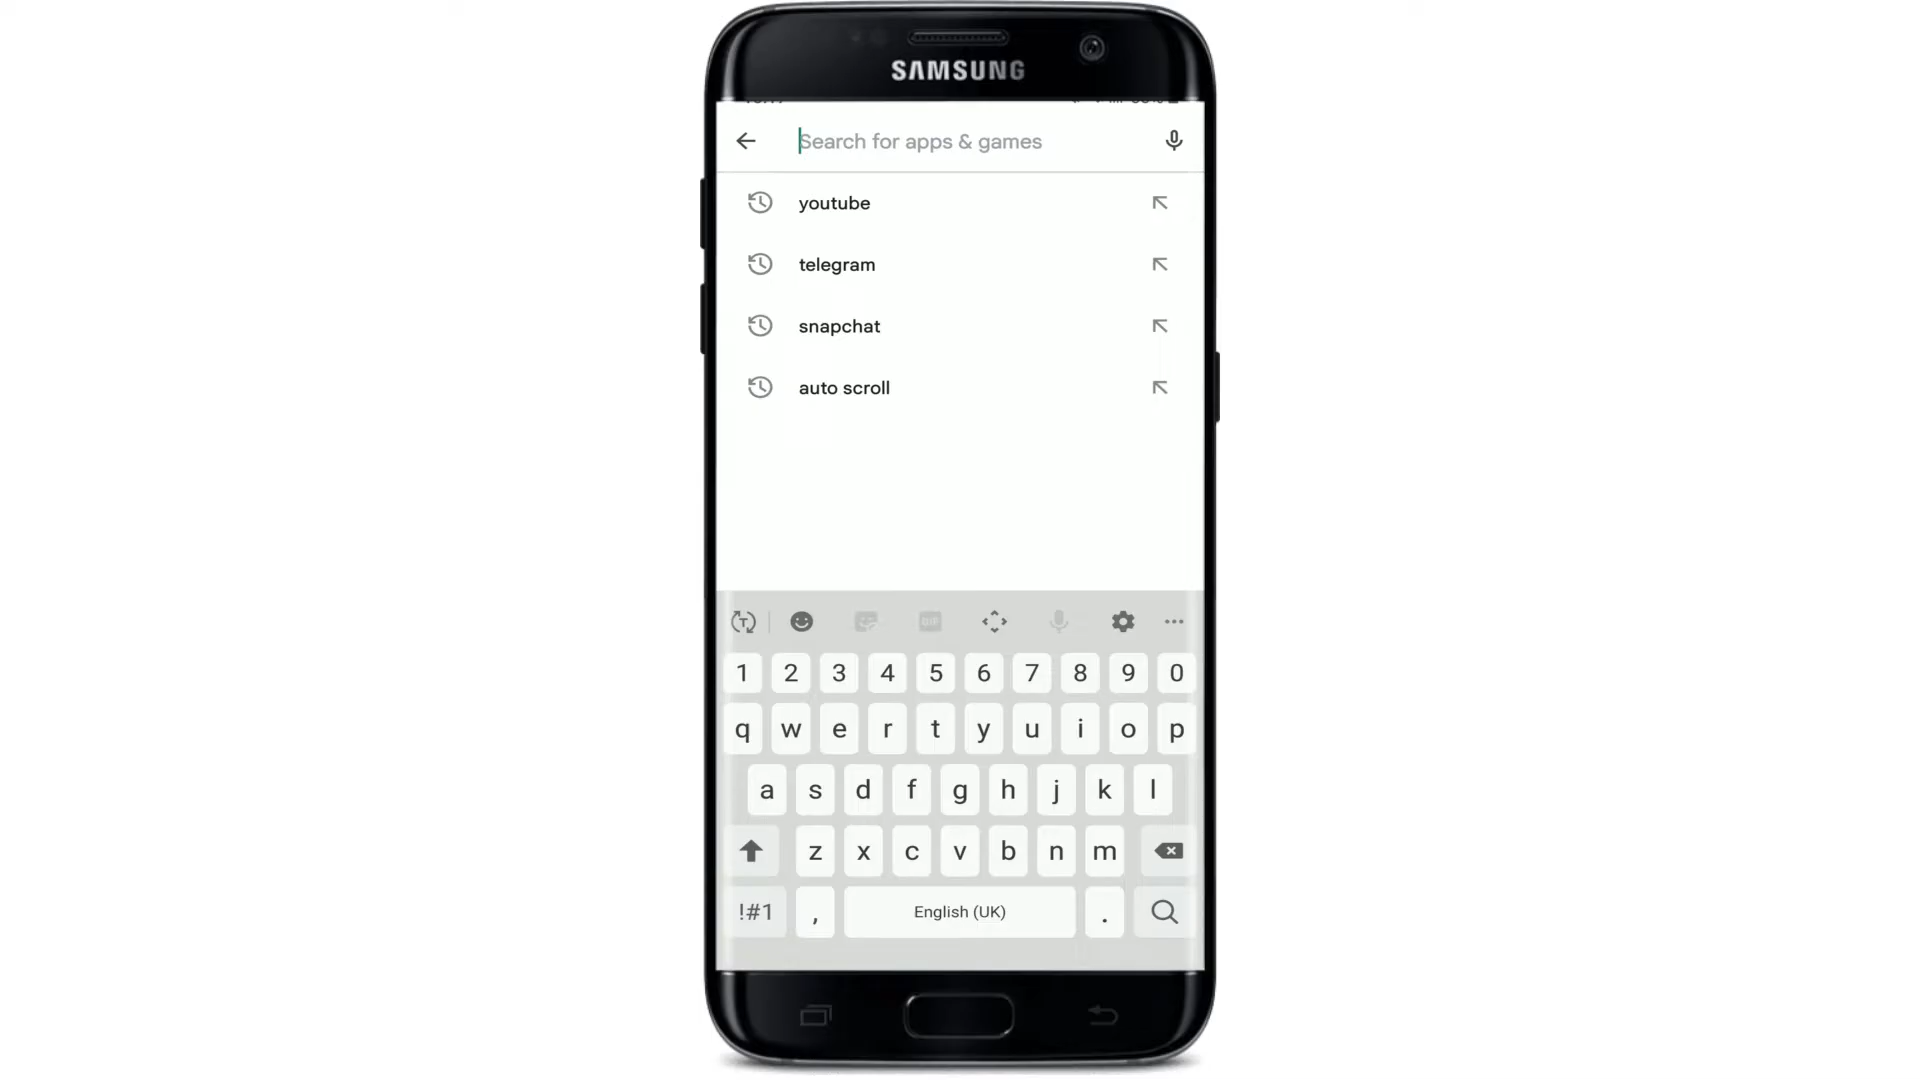 SAMSUNG
Search for apps & games
youtube
telegram
snapchat
auto scroll
GIF
1 2 3 4 5 6 7 8 9 0
q w e r t y u i o p
a s d f g h j k l
z x c v b n m
!#1 , English (UK) .